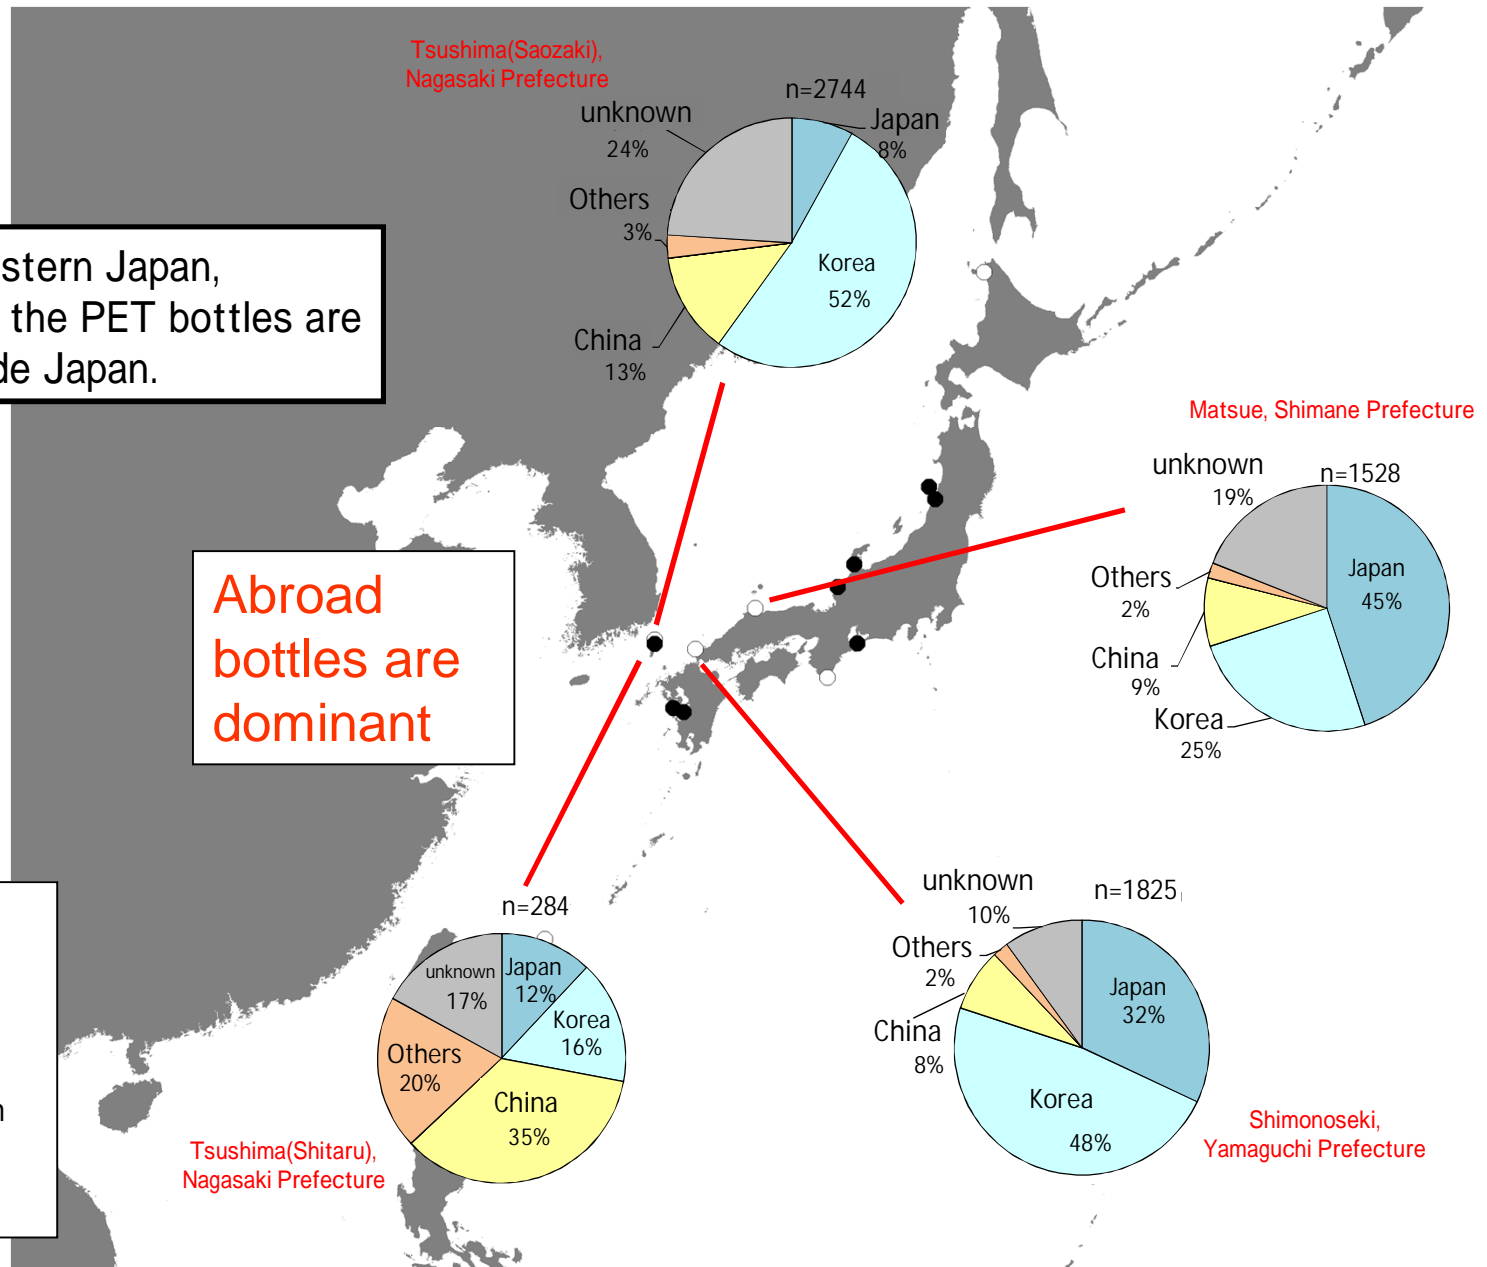 Tsushima(Saozaki),
Nagasaki Prefecture
n=2744
unknown
24%
Japan
8%
Others
3%
Korea
52%
China
13%
stern Japan,
the PET bottles are
de Japan.
Matsue, Shimane Prefecture
unknown
19%
n=1528
Japan
45%
Others
2%
China
9%
Korea
25%
Abroad
bottles are
dominant
n=284
unknown
17%
Japan
12%
Korea
16%
Others
20%
China
35%
Tsushima(Shitaru),
Nagasaki Prefecture
unknown
10%
n=1825
Others
2%
Japan
32%
China
8%
Korea
48%
Shimonoseki,
Yamaguchi Prefecture